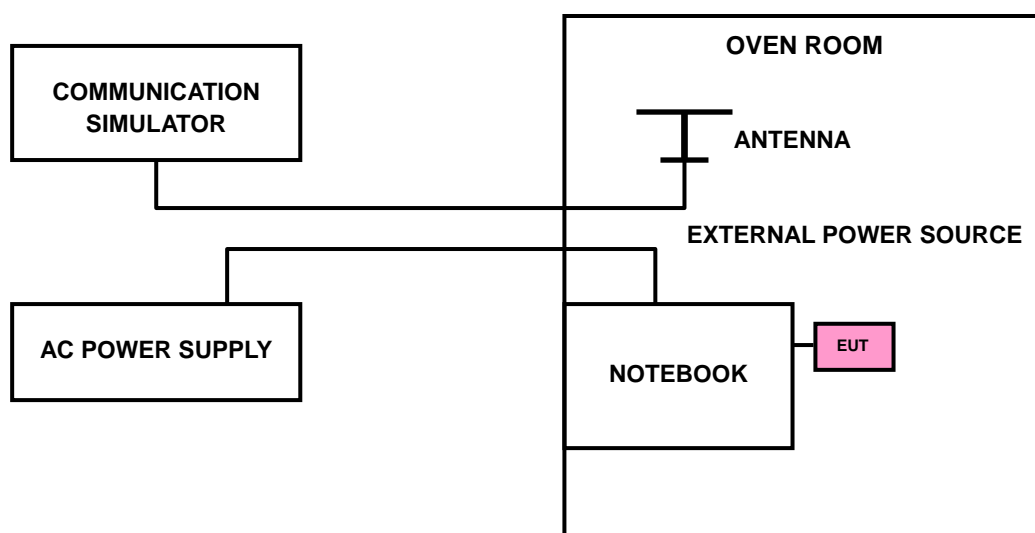 OVEN ROOM
COMMUNICATION
SIMULATOR
ANTENNA
EXTERNAL POWER SOURCE
AC POWER SUPPLY
NOTEBOOK
EUT